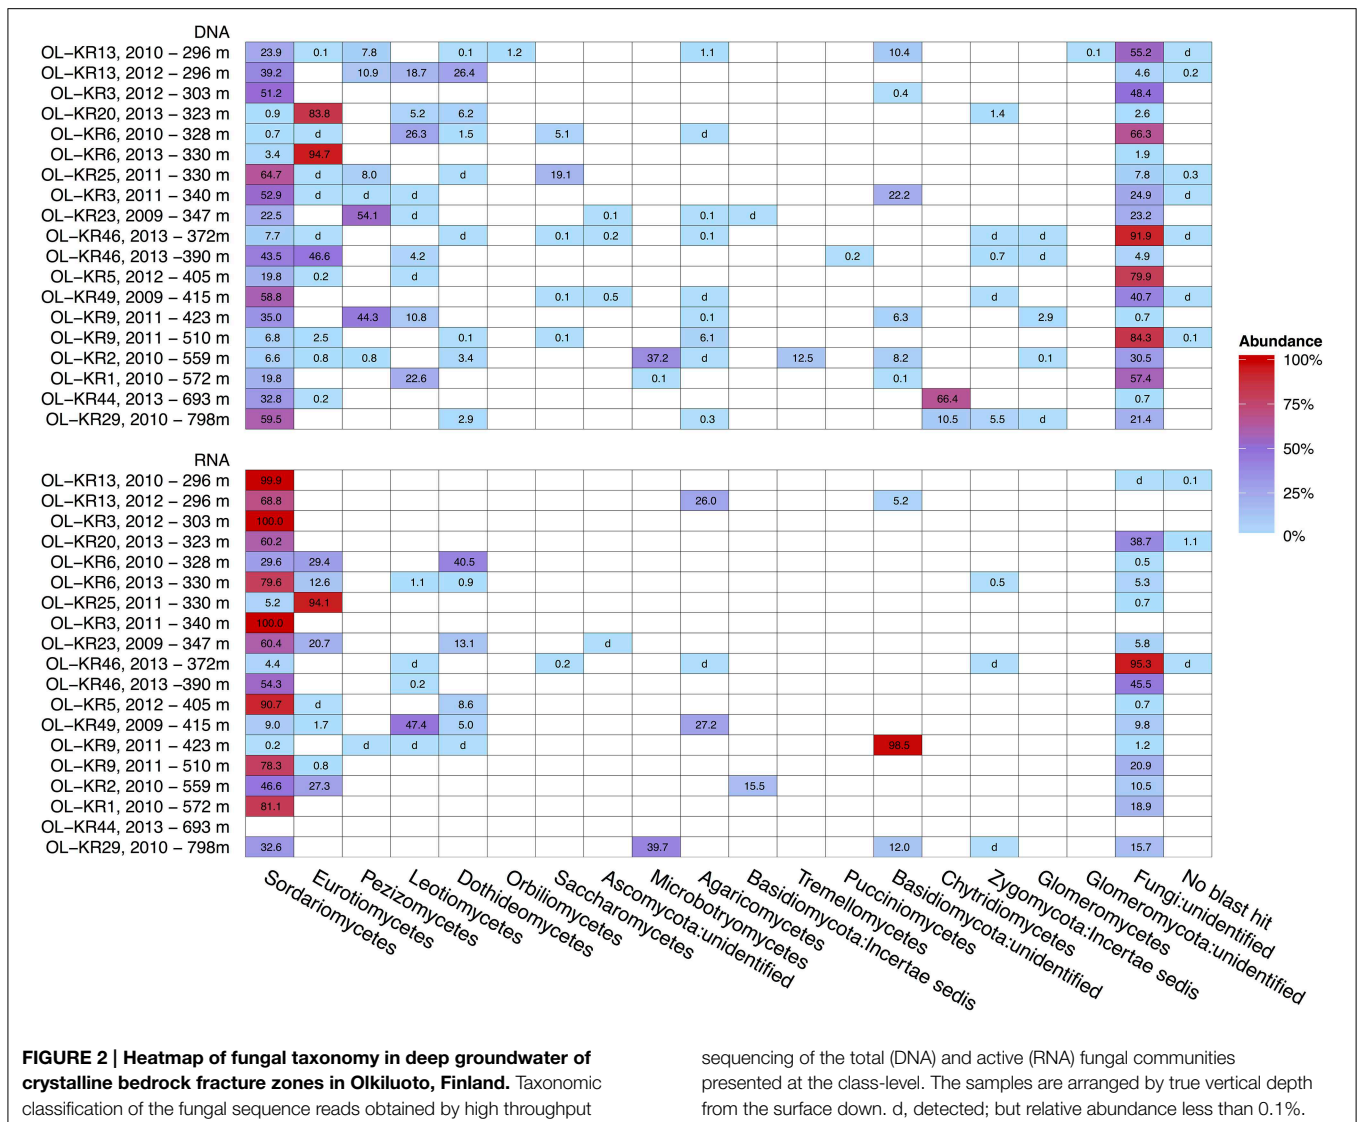 DNA
OL–KR13, 2010 – 296 m 23.9 0.1 7.8 0.1 1.2 1.1 10.4 0.1 55.2 d
OL–KR13, 2012 – 296 m 39.2 10.9 18.7 26.4 4.6 0.2
OL–KR3, 2012 – 303 m 51.2 0.4 48.4
OL–KR20, 2013 – 323 m 0.9 83.8 5.2 6.2 1.4 2.6
OL–KR6, 2010 – 328 m 0.7 d 26.3 1.5 5.1 d 66.3
OL–KR6, 2013 – 330 m 3.4 94.7 1.9
OL–KR25, 2011 – 330 m 64.7 d 8.0 d 19.1 7.8 0.3
OL–KR3, 2011 – 340 m 52.9 d d d 22.2 24.9 d
OL–KR23, 2009 – 347 m 22.5 54.1 d 0.1 0.1 d 23.2
OL–KR46, 2013 – 372m 7.7 d d 0.1 0.2 0.1 d d 91.9 d
OL–KR46, 2013 –390 m 43.5 46.6 4.2 0.2 0.7 d 4.9
OL–KR5, 2012 – 405 m 19.8 0.2 d 79.9
OL–KR49, 2009 – 415 m 58.8 0.1 0.5 d d 40.7 d
OL–KR9, 2011 – 423 m 35.0 44.3 10.8 0.1 6.3 2.9 0.7
OL–KR9, 2011 – 510 m 6.8 2.5 0.1 0.1 6.1 84.3 0.1
OL–KR2, 2010 – 559 m 6.6 0.8 0.8 3.4 37.2 d 12.5 8.2 0.1 30.5
OL–KR1, 2010 – 572 m 19.8 22.6 0.1 0.1 57.4
OL–KR44, 2013 – 693 m 32.8 0.2 66.4 0.7
OL–KR29, 2010 – 798m 59.5 2.9 0.3 10.5 5.5 d 21.4
Abundance
100%
75%
50%
25%
0%
RNA
OL–KR13, 2010 – 296 m 99.9 d 0.1
OL–KR13, 2012 – 296 m 68.8 26.0 5.2
OL–KR3, 2012 – 303 m 100.0
OL–KR20, 2013 – 323 m 60.2 38.7 1.1
OL–KR6, 2010 – 328 m 29.6 29.4 40.5 0.5
OL–KR6, 2013 – 330 m 79.6 12.6 1.1 0.9 0.5 5.3
OL–KR25, 2011 – 330 m 5.2 94.1 0.7
OL–KR3, 2011 – 340 m 100.0
OL–KR23, 2009 – 347 m 60.4 20.7 13.1 d 5.8
OL–KR46, 2013 – 372m 4.4 d 0.2 d d 95.3 d
OL–KR46, 2013 –390 m 54.3 0.2 45.5
OL–KR5, 2012 – 405 m 90.7 d 8.6 0.7
OL–KR49, 2009 – 415 m 9.0 1.7 47.4 5.0 27.2 9.8
OL–KR9, 2011 – 423 m 0.2 d d d 98.5 1.2
OL–KR9, 2011 – 510 m 78.3 0.8 20.9
OL–KR2, 2010 – 559 m 46.6 27.3 15.5 10.5
OL–KR1, 2010 – 572 m 81.1 18.9
OL–KR44, 2013 – 693 m
OL–KR29, 2010 – 798m 32.6 39.7 12.0 d 15.7
Sordariomycetes
Eurotiomycetes
Pezizomycetes
Leotiomycetes
Dothideomycetes
Orbiliomycetes
Saccharomycetes
Ascomycota:unidentified
Microbotryomycetes
Agaricomycetes
Basidiomycota:Incertae sedis
Tremellomycetes
Pucciniomycetes
Basidiomycota:unidentified
Chytridiomycetes
Zygomycota:Incertae sedis
Glomeromycetes
Glomeromycota:unidentified
Fungi:unidentified
No blast hit
FIGURE 2 | Heatmap of fungal taxonomy in deep groundwater of
crystalline bedrock fracture zones in Olkiluoto, Finland. Taxonomic
classification of the fungal sequence reads obtained by high throughput
sequencing of the total (DNA) and active (RNA) fungal communities
presented at the class-level. The samples are arranged by true vertical depth
from the surface down. d, detected; but relative abundance less than 0.1%.